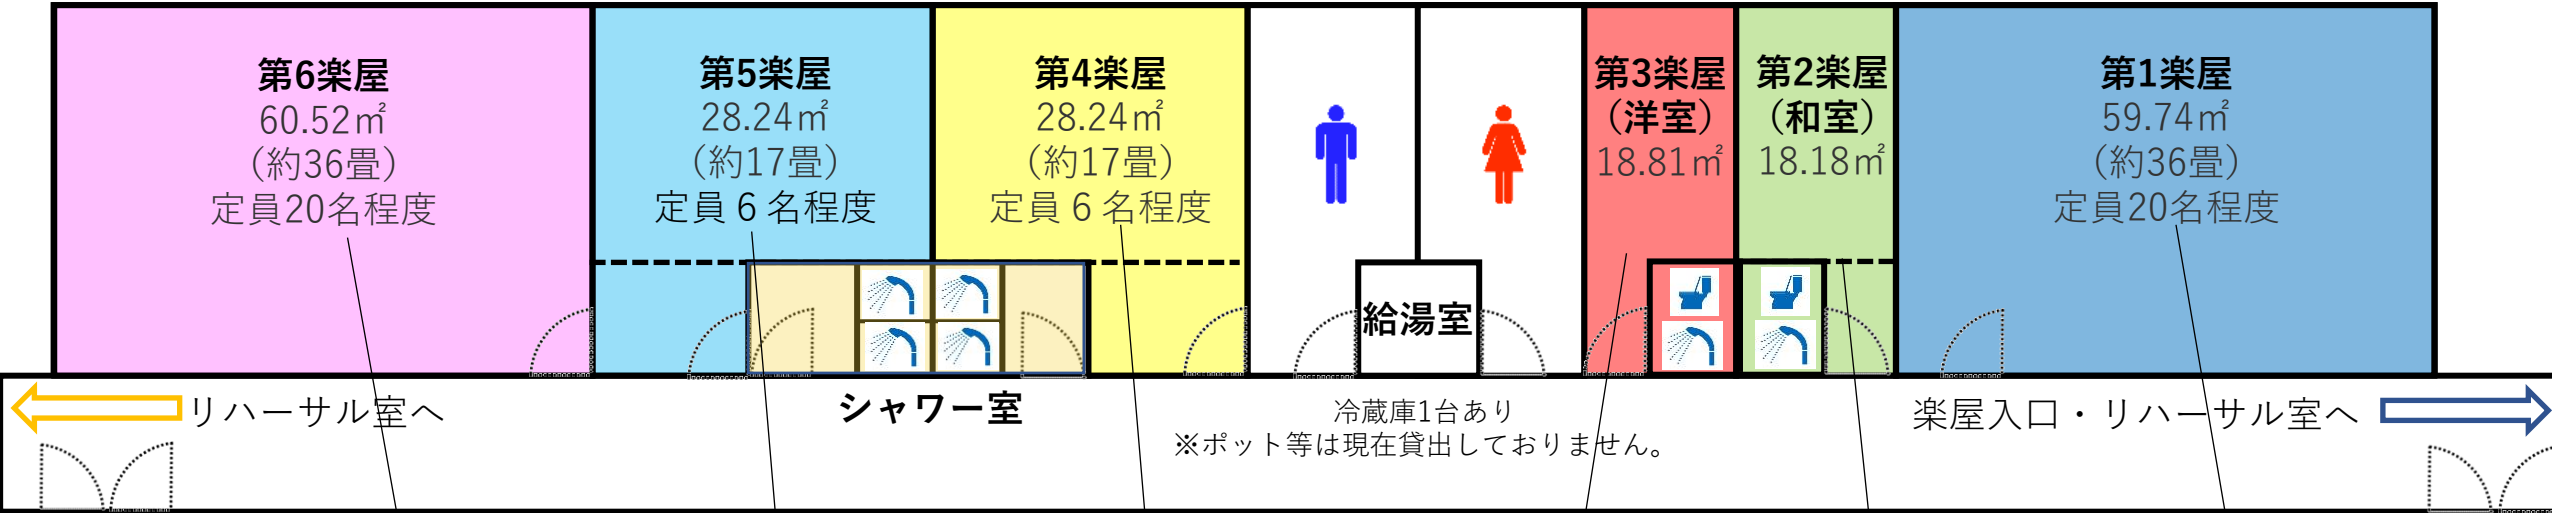 第6楽屋
60.52㎡
（約36畳）
定員20名程度
第5楽屋
28.24㎡
（約17畳）
定員６名程度
第4楽屋
28.24㎡
（約17畳）
定員６名程度
第3楽屋
（洋室）
18.81㎡
第2楽屋
（和室）
18.18㎡
第1楽屋
59.74㎡
（約36畳）
定員20名程度
給湯室
リハーサル室へ
シャワー室
冷蔵庫1台あり
※ポット等は現在貸出しておりません。
楽屋入口・リハーサル室へ